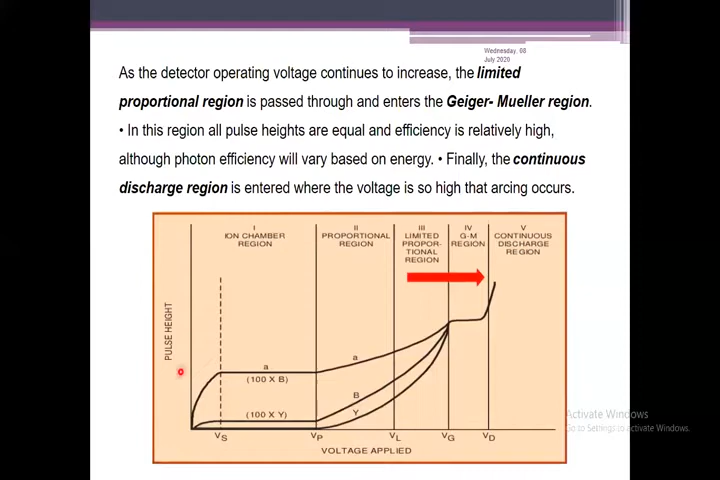 Wednesday, 08
July 2020
As the detector operating voltage continues to increase, the limited
proportional region is passed through and enters the Geiger- Mueller region.
• In this region all pulse heights are equal and efficiency is relatively high,
although photon efficiency will vary based on energy. • Finally, the continuous
discharge region is entered where the voltage is so high that arcing occurs.
I
ION CHAMBER
REGION
II
PROPORTIONAL
REGION
III
LIMITED
PROPOR-
TIONAL
REGION
IV
G-M
REGION
V
CONTINUOUS
DISCHARGE
REGION
PULSE HEIGHT
a
(100 X B)
a
B
(100 X Y)
Y
VS
VP
VL
VG
VD
VOLTAGE APPLIED
Activate Windows
Go to Settings to activate Windows.